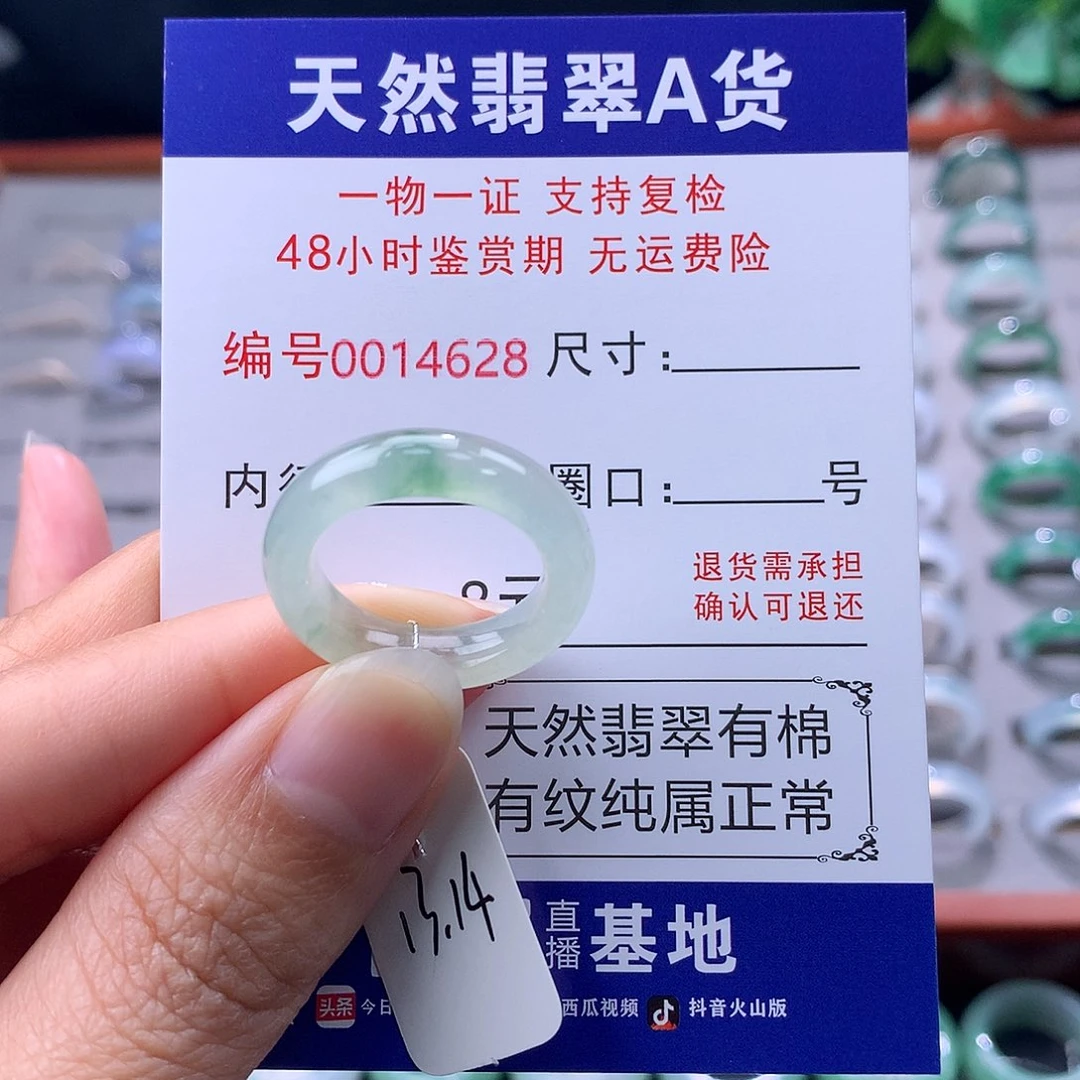 天然翡翠A货
一物一证 支持复检
48小时鉴赏期 无运费险
编号0014628 尺寸:
内 圈口: 号
退货需承担
确认可退还
天然翡翠有棉
有纹纯属正常
直播基地
头条 今日 西瓜视频 抖音火山版
13.14